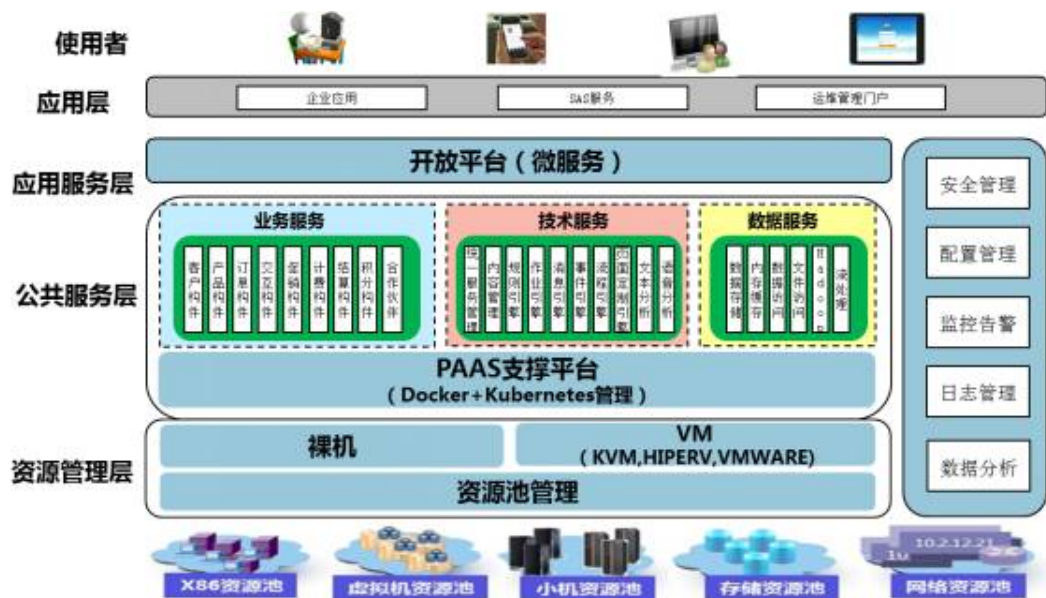 使用者
应用层
企业应用
SAS服务
运维管理门户
应用服务层
开放平台（微服务）
公共服务层
业务服务
客户构件
产品构件
订单构件
交互构件
营销构件
计费构件
结算构件
积分构件
合作伙伴
技术服务
统一服务管理
内容管理
规则引擎
作业引擎
消息引擎
事件引擎
流程引擎
页面定制引擎
文本分析
语音分析
数据服务
数据存储
内存缓存
数据访问
文件访问
Hadoop
流处理
PAAS支撑平台
（Docker+Kubernetes管理）
资源管理层
裸机
VM
（KVM,HIPERV,VMWARE)
资源池管理
安全管理
配置管理
监控告警
日志管理
数据分析
X86资源池
虚拟机资源池
小机资源池
存储资源池
10.2.12.21
网络资源池